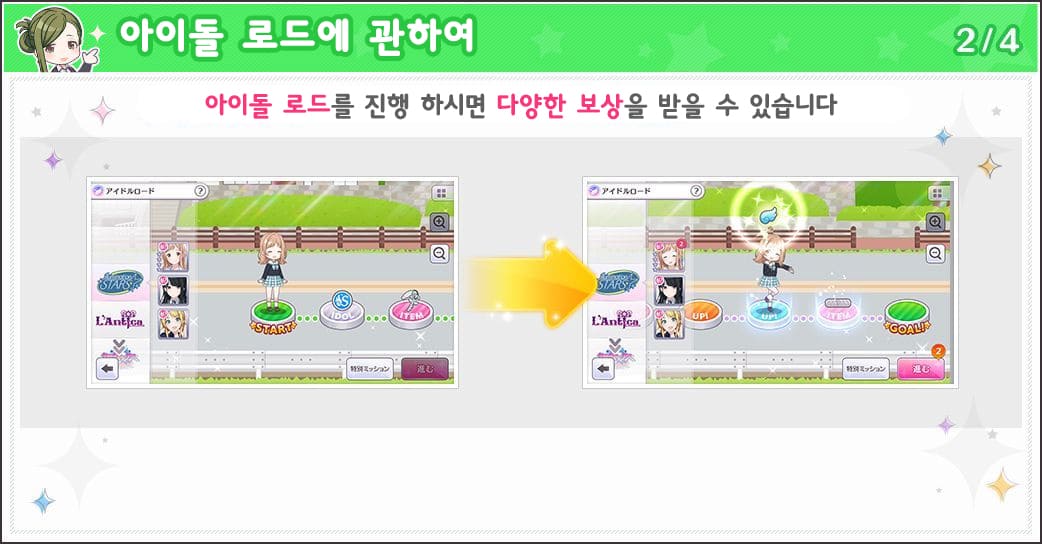 아이돌 로드에 관하여
2/4
아이돌 로드를 진행 하시면 다양한 보상을 받을 수 있습니다
アイドルロード
?
STARS
L'Antica
START
IDOL
ITEM
特別ミッション
進む
アイドルロード
?
2
STARS
L'Antica
UP!
UP!
ITEM
GOAL!
2
特別ミッション
進む